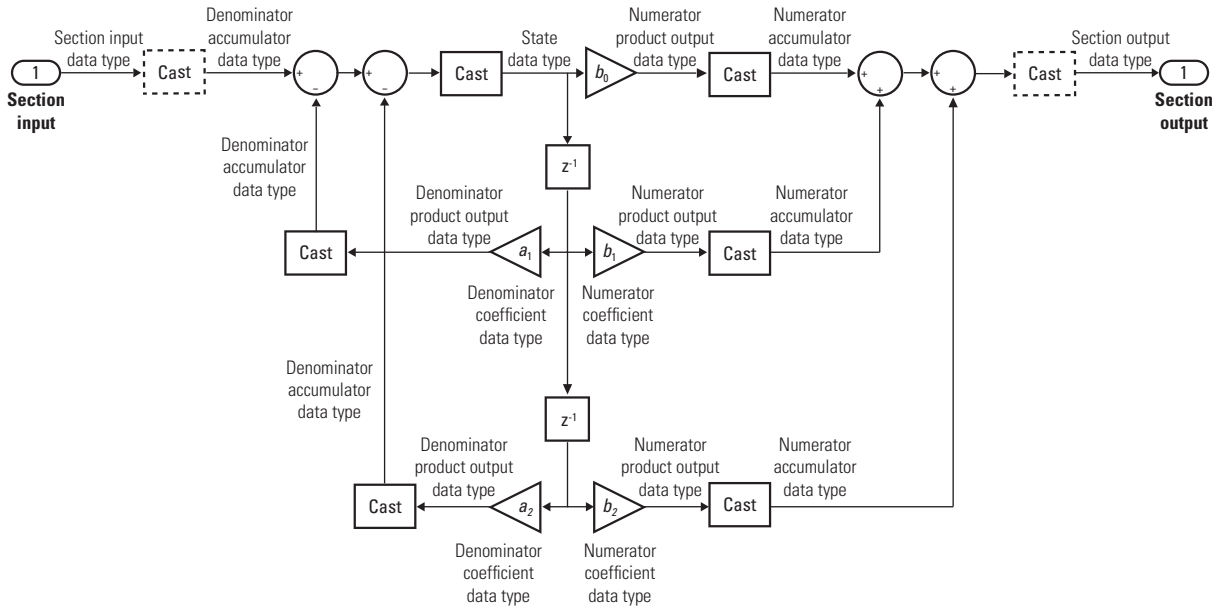 Denominator
accumulator
data type
Section input
data type
State
data type
Numerator
product output
data type
Numerator
accumulator
data type
Section output
data type
1
Section
input
Cast
+
−
+
−
Cast
b0
Cast
+
+
+
+
Cast
1
Section
output
Denominator
accumulator
data type
z-1
Denominator
product output
data type
Numerator
product output
data type
Numerator
accumulator
data type
Cast
a1
b1
Cast
Denominator
coefficient
data type
Numerator
coefficient
data type
Denominator
accumulator
data type
z-1
Denominator
product output
data type
Numerator
product output
data type
Numerator
accumulator
data type
Cast
a2
b2
Cast
Denominator
coefficient
data type
Numerator
coefficient
data type